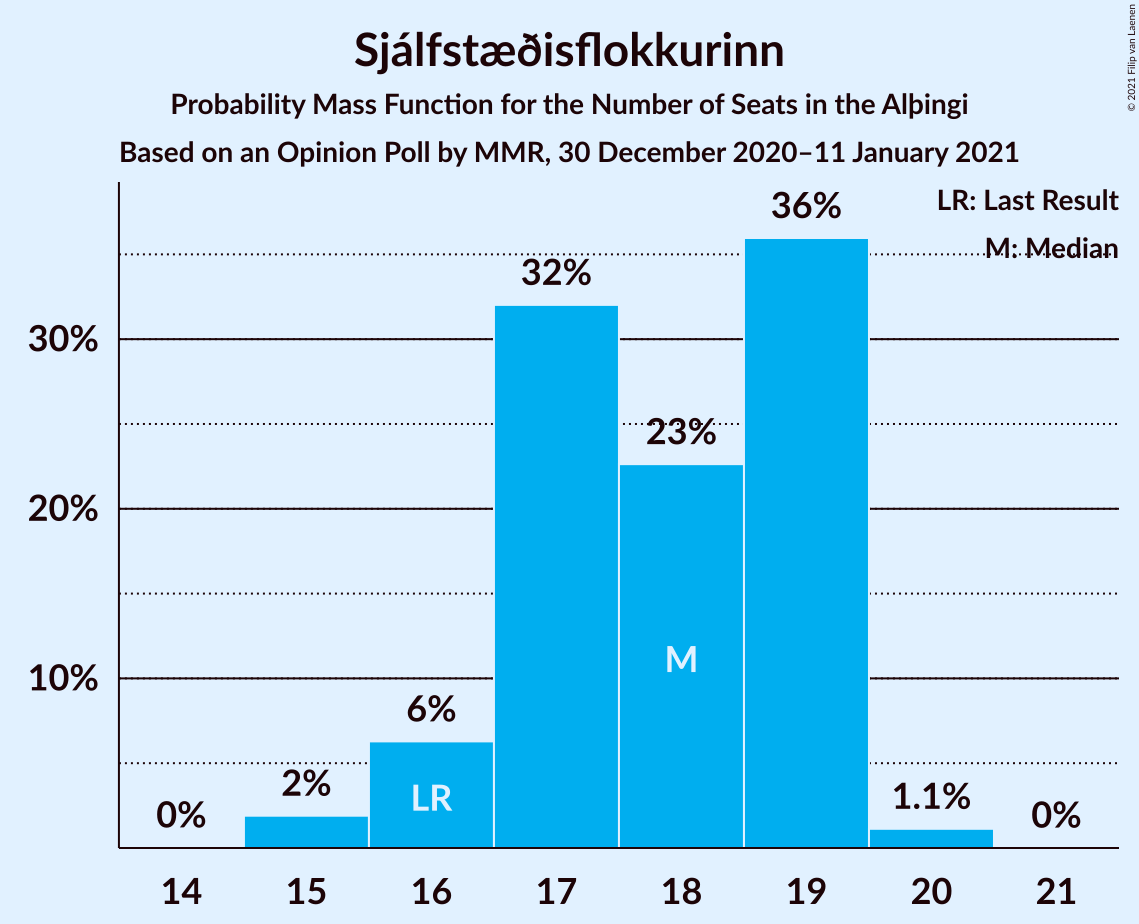 Sjálfstæðisflokkurinn
Probability Mass Function for the Number of Seats in the Alþingi
Based on an Opinion Poll by MMR, 30 December 2020–11 January 2021
© 2021 Filip van Laenen
LR: Last Result
M: Median
30%
20%
10%
0%
2%
6%
32%
23%
36%
1.1%
0%
LR
M
14 15 16 17 18 19 20 21